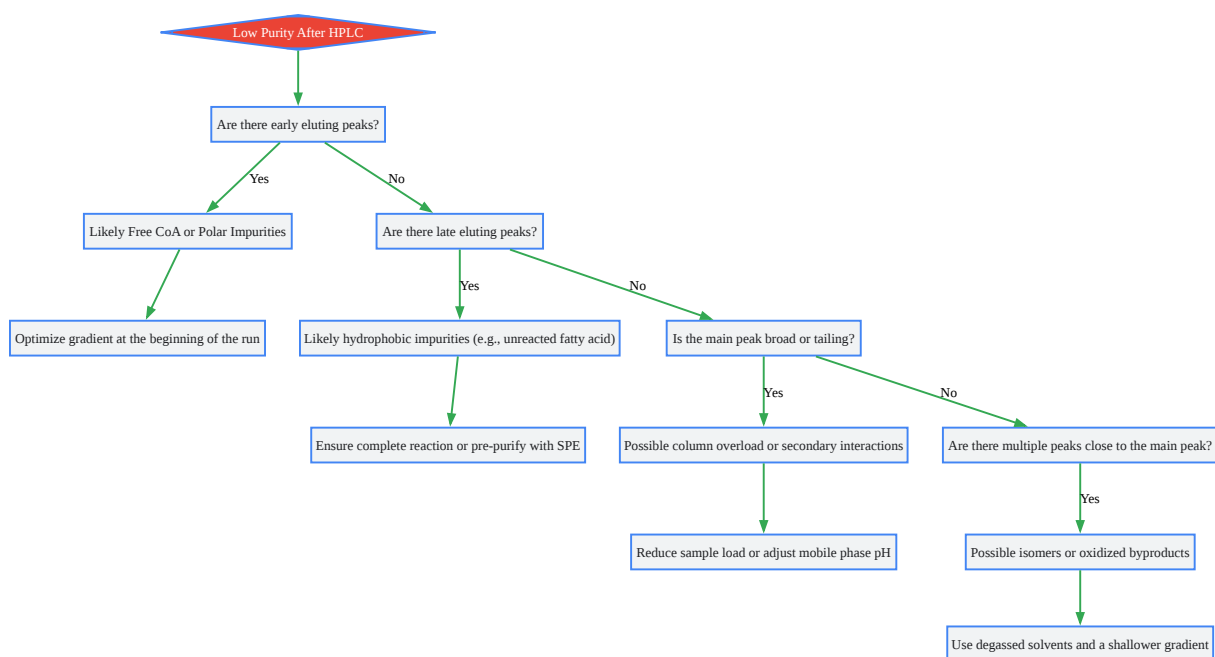 Low Purity After HPLC
Are there early eluting peaks?
Yes
No
Likely Free CoA or Polar Impurities
Are there late eluting peaks?
Yes
No
Optimize gradient at the beginning of the run
Likely hydrophobic impurities (e.g., unreacted fatty acid)
Is the main peak broad or tailing?
Yes
No
Ensure complete reaction or pre-purify with SPE
Possible column overload or secondary interactions
Are there multiple peaks close to the main peak?
Yes
Reduce sample load or adjust mobile phase pH
Possible isomers or oxidized byproducts
Use degassed solvents and a shallower gradient